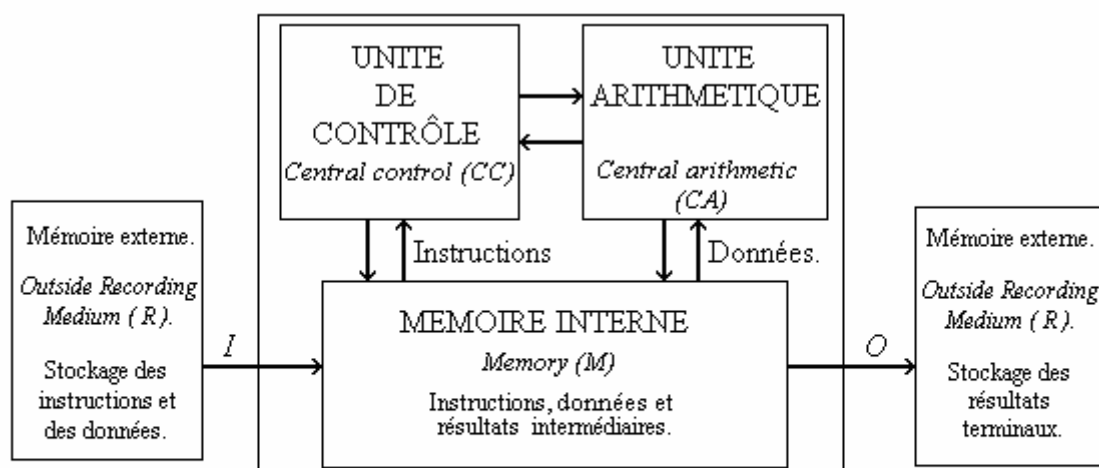 UNITE
DE
CONTRÔLE
Central control (CC)
UNITE
ARITHMETIQUE
Central arithmetic
(CA)
Instructions
Données.
Mémoire externe.
Outside Recording
Medium ( R ).
Stockage des
instructions et
des données.
I
MEMOIRE INTERNE
Memory (M)
Instructions, données et
résultats intermédiaires.
O
Mémoire externe.
Outside Recording
Medium ( R ).
Stockage des
résultats
terminaux.